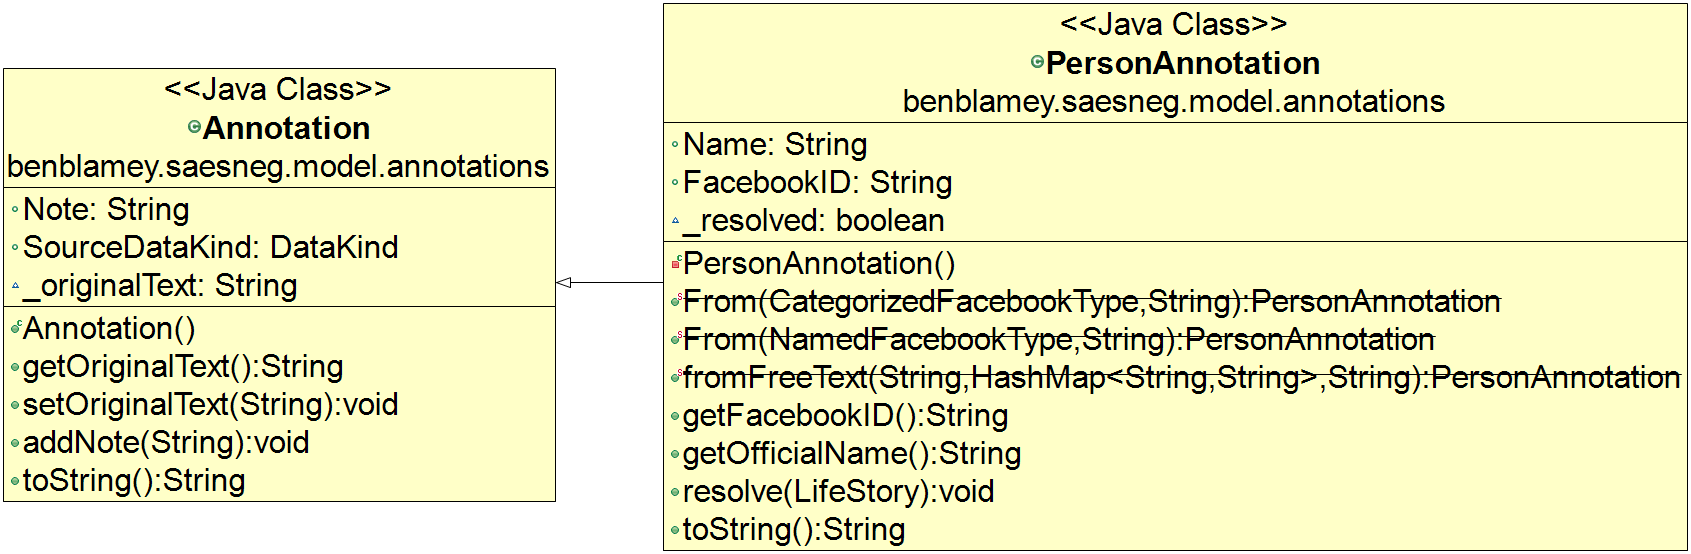 <<Java Class>>
Annotation
benblamey.saesneg.model.annotations
Note: String
SourceDataKind: DataKind
_originalText: String
Annotation()
getOriginalText():String
setOriginalText(String):void
addNote(String):void
toString():String
<<Java Class>>
PersonAnnotation
benblamey.saesneg.model.annotations
Name: String
FacebookID: String
_resolved: boolean
PersonAnnotation()
From(CategorizedFacebookType,String):PersonAnnotation
From(NamedFacebookType,String):PersonAnnotation
fromFreeText(String,HashMap<String,String>,String):PersonAnnotation
getFacebookID():String
getOfficialName():String
resolve(LifeStory):void
toString():String